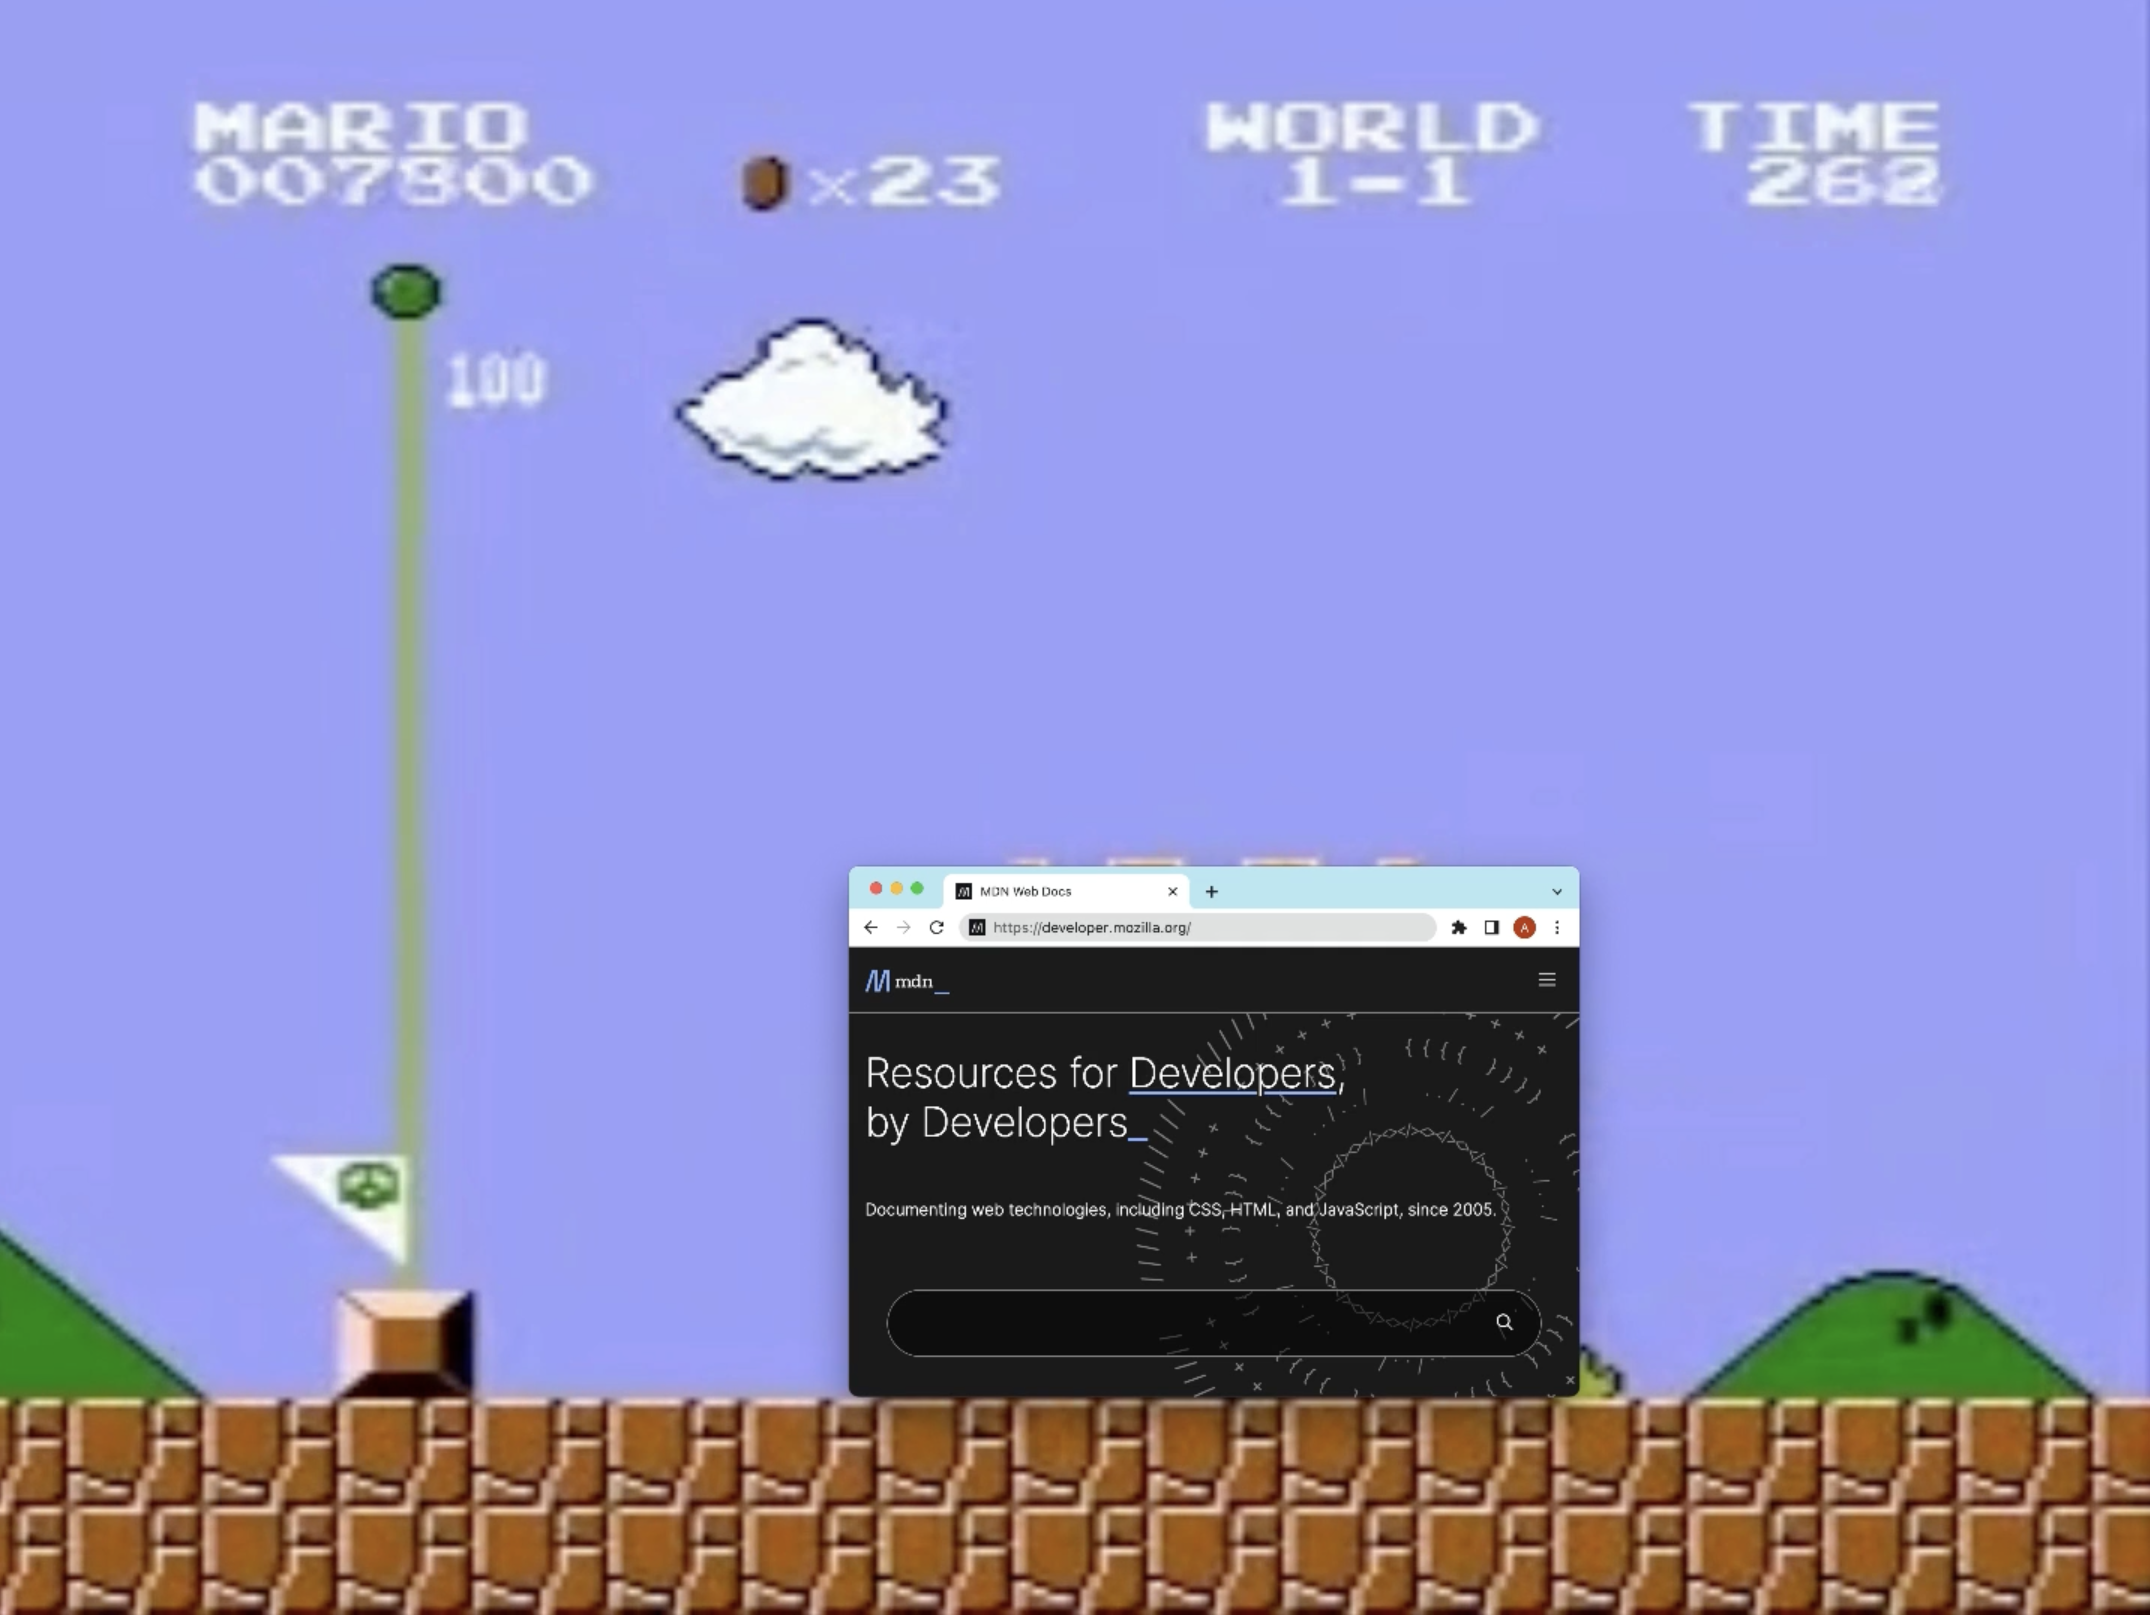 MARIO
007800
×23
WORLD
1-1
TIME
262
100
MDN Web Docs
https://developer.mozilla.org/
A
mdn_
Resources for Developers,
by Developers_
Documenting web technologies, including CSS, HTML, and JavaScript, since 2005.